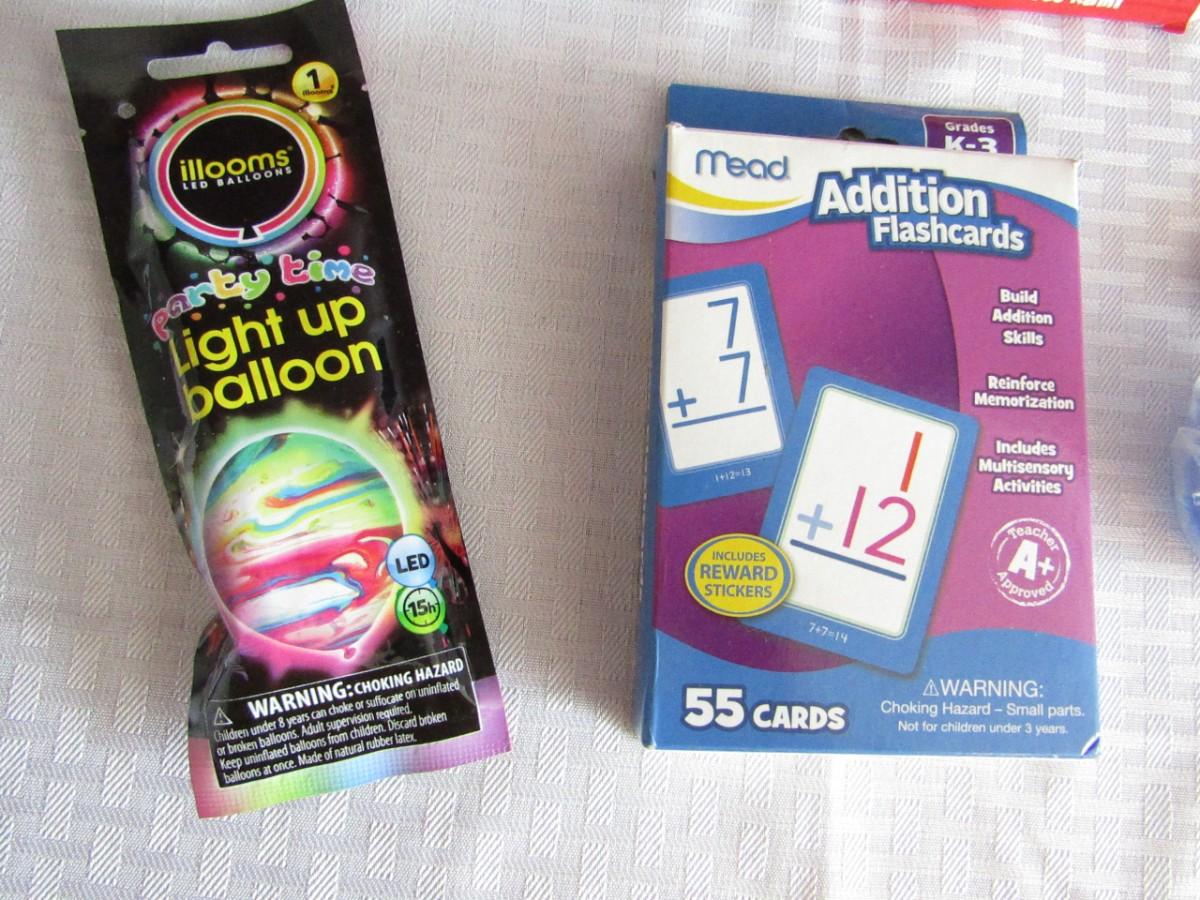 1
illooms
illooms®
LED BALLOONS
party time
Light up
balloon
LED
15h
WARNING: CHOKING HAZARD
Children under 8 years can choke or suffocate on uninflated
or broken balloons. Adult supervision required.
Keep uninflated balloons from children. Discard broken
balloons at once. Made of natural rubber latex.
Grades
K-3
Mead
Addition
Flashcards
Build
Addition
Skills
Reinforce
Memorization
Includes
Multisensory
Activities
Teacher
A+
Approved
7
+ 7
1+12=13
1
+12
7+7=14
INCLUDES
REWARD
STICKERS
55 CARDS
WARNING:
Choking Hazard – Small parts.
Not for children under 3 years.